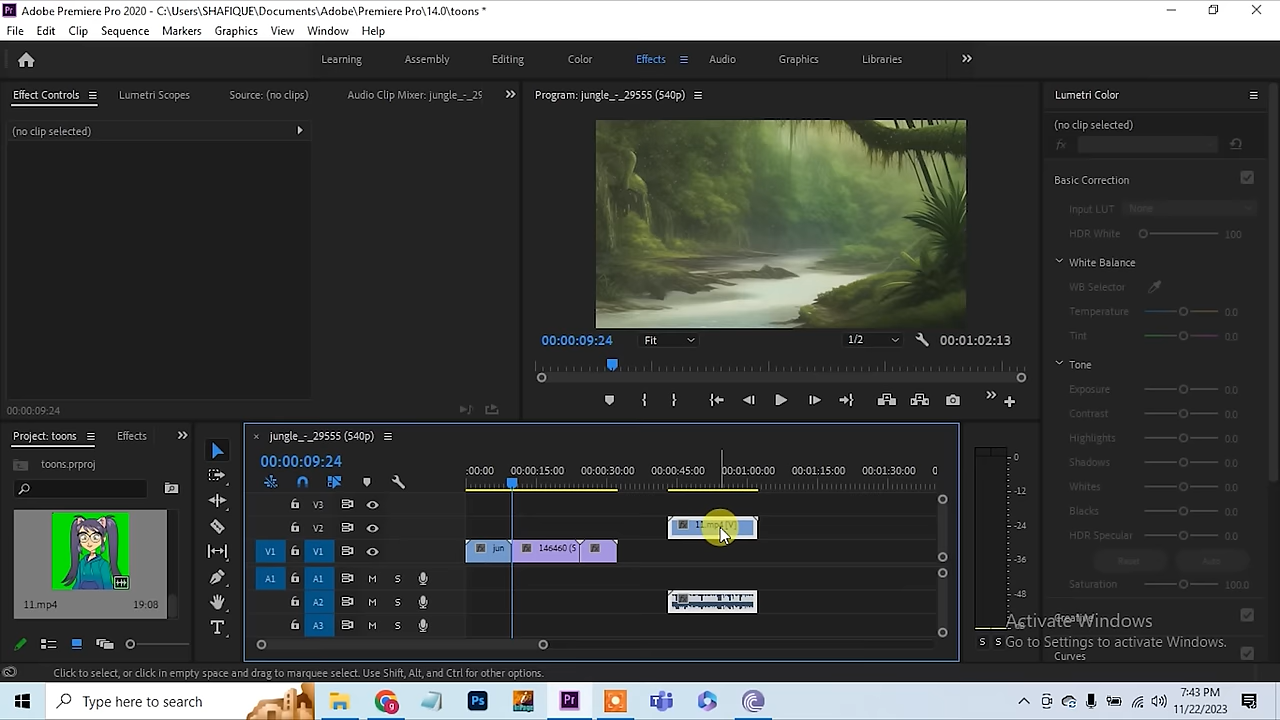 Adobe Premiere Pro 2020 - C:\Users\SHAFIQUE\Documents\Adobe\Premiere Pro\14.0\toons *
File Edit Clip Sequence Markers Graphics View Window Help
Learning Assembly Editing Color Effects Audio Graphics Libraries
Effect Controls Lumetri Scopes Source: (no clips) Audio Clip Mixer: jungle_-_29
(no clip selected)
00:00:09:24
Program: jungle_-_29555 (540p)
00:00:09:24 Fit 1/2 00:01:02:13
Lumetri Color
(no clip selected)
fx
Basic Correction
Input LUT None
HDR White 100
White Balance
WB Selector
Temperature 0.0
Tint 0.0
Tone
Exposure 0.0
Contrast 0.0
Highlights 0.0
Shadows 0.0
Whites 0.0
Blacks 0.0
HDR Specular 0.0
Reset Auto
Saturation 100.0
Creative
Curves
Project: toons Effects
toons.prproj
11.mp4 19:08
jungle_-_29555 (540p)
00:00:09:24
:00:00 00:00:15:00 00:00:30:00 00:00:45:00 00:01:00:00 00:01:15:00 00:01:30:00 0
V3
V2 11.mp4 [V]
V1 V1 jun 146460 (S
A1 A1 M S
A2 M S
A3 M S
0
-12
-24
-36
-48
S S
Activate Windows
Go to Settings to activate Windows.
Click to select, or click in empty space and drag to marquee select. Use Shift, Alt, and Ctrl for other options.
Type here to search
7:43 PM
11/22/2023